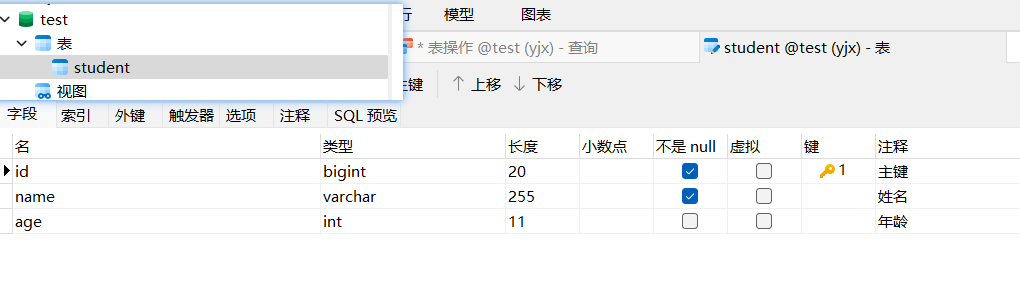 test
表
student
视图
行 模型 图表
* 表操作 @test (yjx) - 查询 student @test (yjx) - 表
主键 上移 下移
字段 索引 外键 触发器 选项 注释 SQL 预览
名 类型 长度 小数点 不是 null 虚拟 键 注释
id bigint 20 1 主键
name varchar 255 姓名
age int 11 年龄